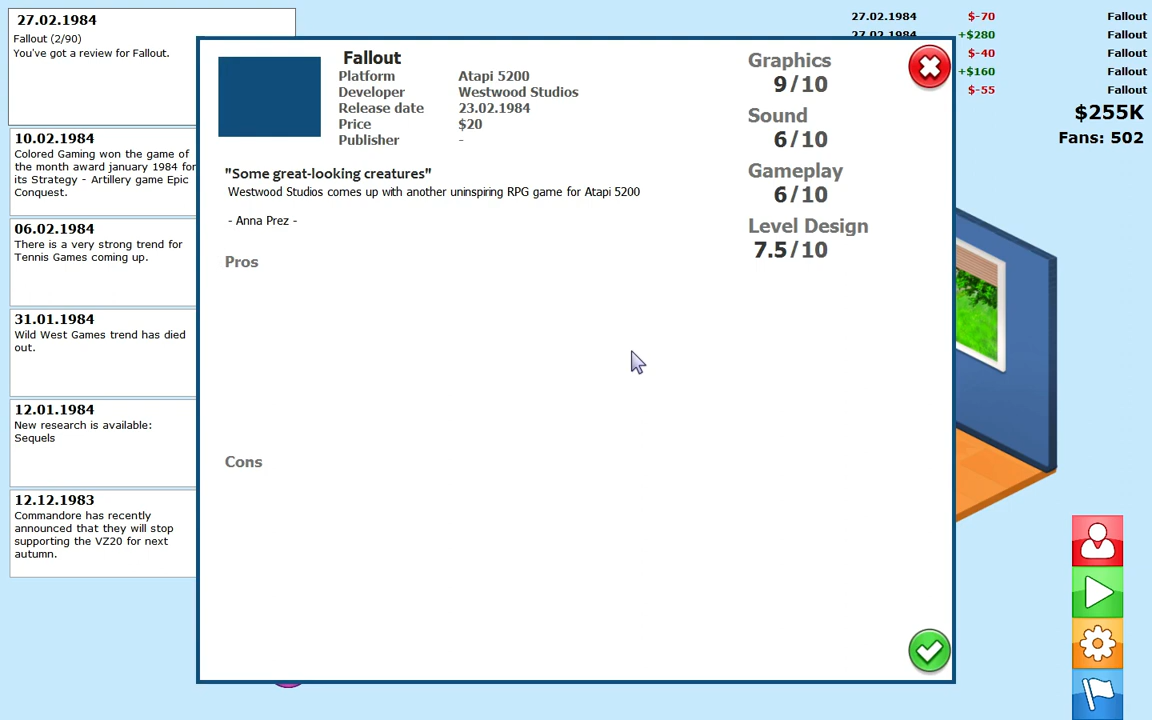 27.02.1984
Fallout (2/90)
You've got a review for Fallout.
10.02.1984
Colored Gaming won the game of
the month award january 1984 for
its Strategy - Artillery game Epic
Conquest.
06.02.1984
There is a very strong trend for
Tennis Games coming up.
31.01.1984
Wild West Games trend has died
out.
12.01.1984
New research is available:
Sequels
12.12.1983
Commandore has recently
announced that they will stop
supporting the VZ20 for next
autumn.
Fallout
Platform Atapi 5200
Developer Westwood Studios
Release date 23.02.1984
Price $20
Publisher -
"Some great-looking creatures"
Westwood Studios comes up with another uninspiring RPG game for Atapi 5200
- Anna Prez -
Pros
Cons
Graphics
9/10
Sound
6/10
Gameplay
6/10
Level Design
7.5/10
27.02.1984 $-70 Fallout
27.02.1984 +$280 Fallout
$-40 Fallout
+$160 Fallout
$-55 Fallout
$255K
Fans: 502